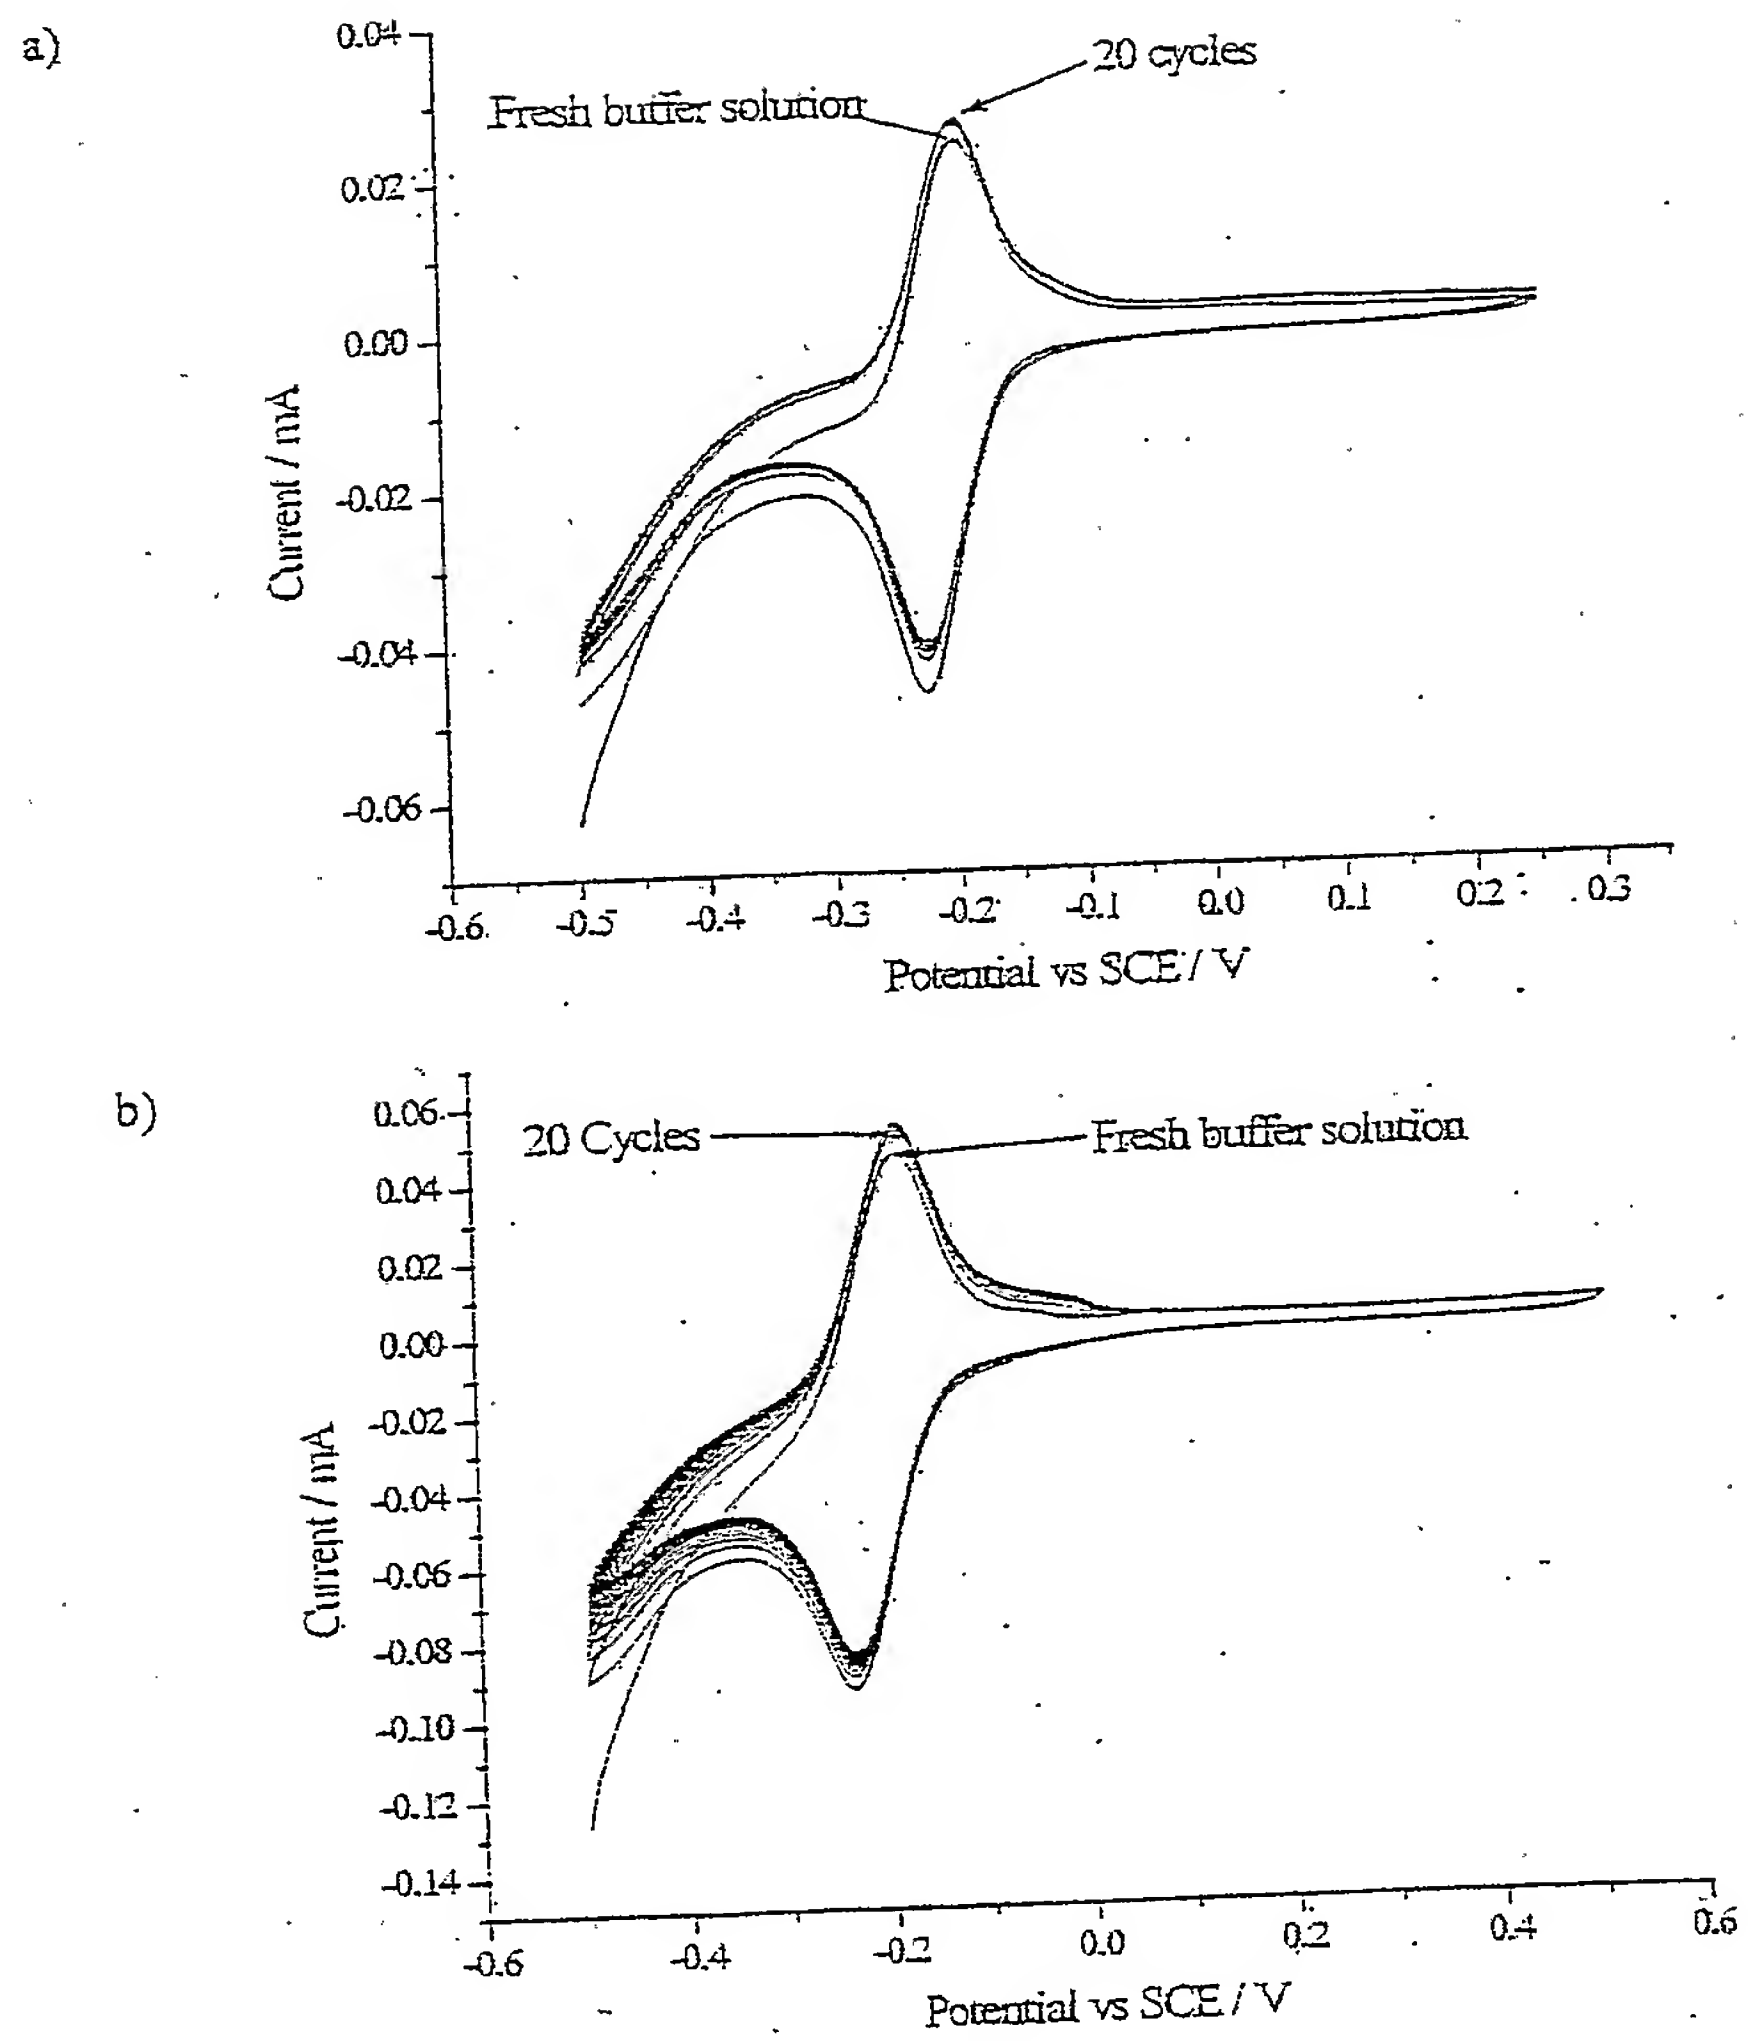 a)
0.04
20 cycles
Fresh buffer solution
0.02
0.00
-0.02
-0.04
-0.06
Current / mA
-0.6 -0.5 -0.4 -0.3 -0.2 -0.1 0.0 0.1 0.2 0.3
Potential vs SCE / V
b)
0.06
20 Cycles
Fresh buffer solution
0.04
0.02
0.00
-0.02
-0.04
-0.06
-0.08
-0.10
-0.12
-0.14
Current / mA
-0.6 -0.4 -0.2 0.0 0.2 0.4 0.6
Potential vs SCE / V